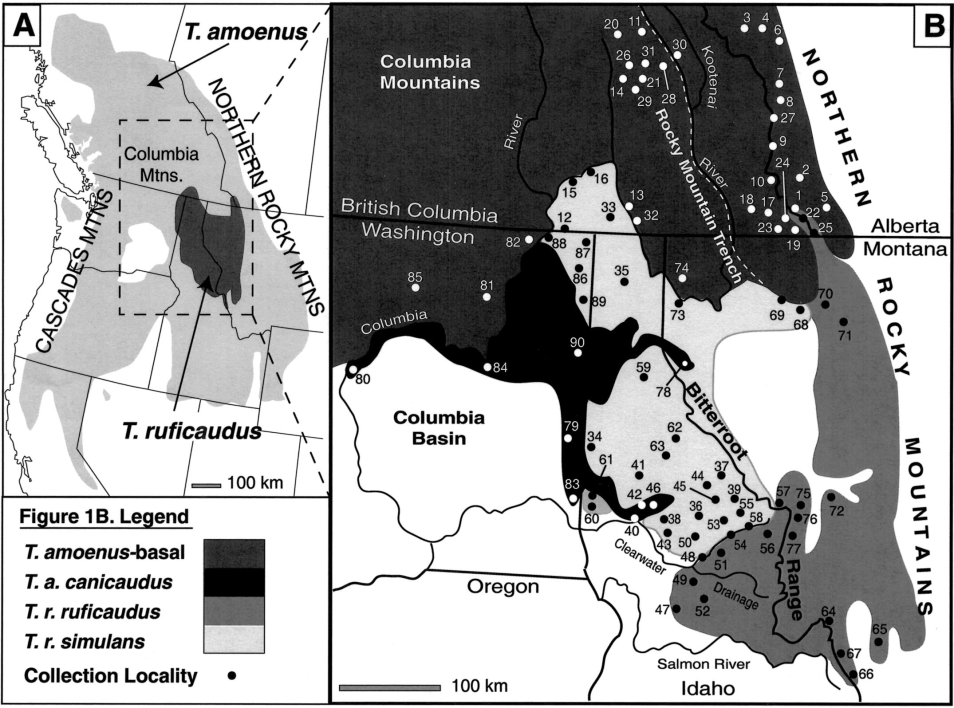 A
T. amoenus
NORTHERN ROCKY MTNS
Columbia
Mtns.
CASCADES MTNS
T. ruficaudus
100 km
Figure 1B. Legend
T. amoenus-basal
T. a. canicaudus
T. r. ruficaudus
T. r. simulans
Collection Locality
B
20 11 3 4 6
Columbia
Mountains
26 31 30
Kootenai
NORTHERN
14 21
29 28
7
8
27
River
Rocky Mountain Trench
River
9
24
16
15
10 2
13
33 32
18 17 1 5
22
British Columbia
Washington
12
82 88
23 19 25
Alberta
Montana
87
86 35 74
85 81
89 73
69 68 70
71
ROCKY
Columbia
90
80 84
59
78
Bitterroot
Columbia
Basin
79
34 62
63
61
41 37
44
83
42 46 45 39
MOUNTAINS
57 75
72
60
40 38 36 55
58
76
43 50 53
54 56 77
Clearwater
48 51
Range
Oregon
49
Drainage
47 52
64
65
Salmon River
67
66
100 km
Idaho